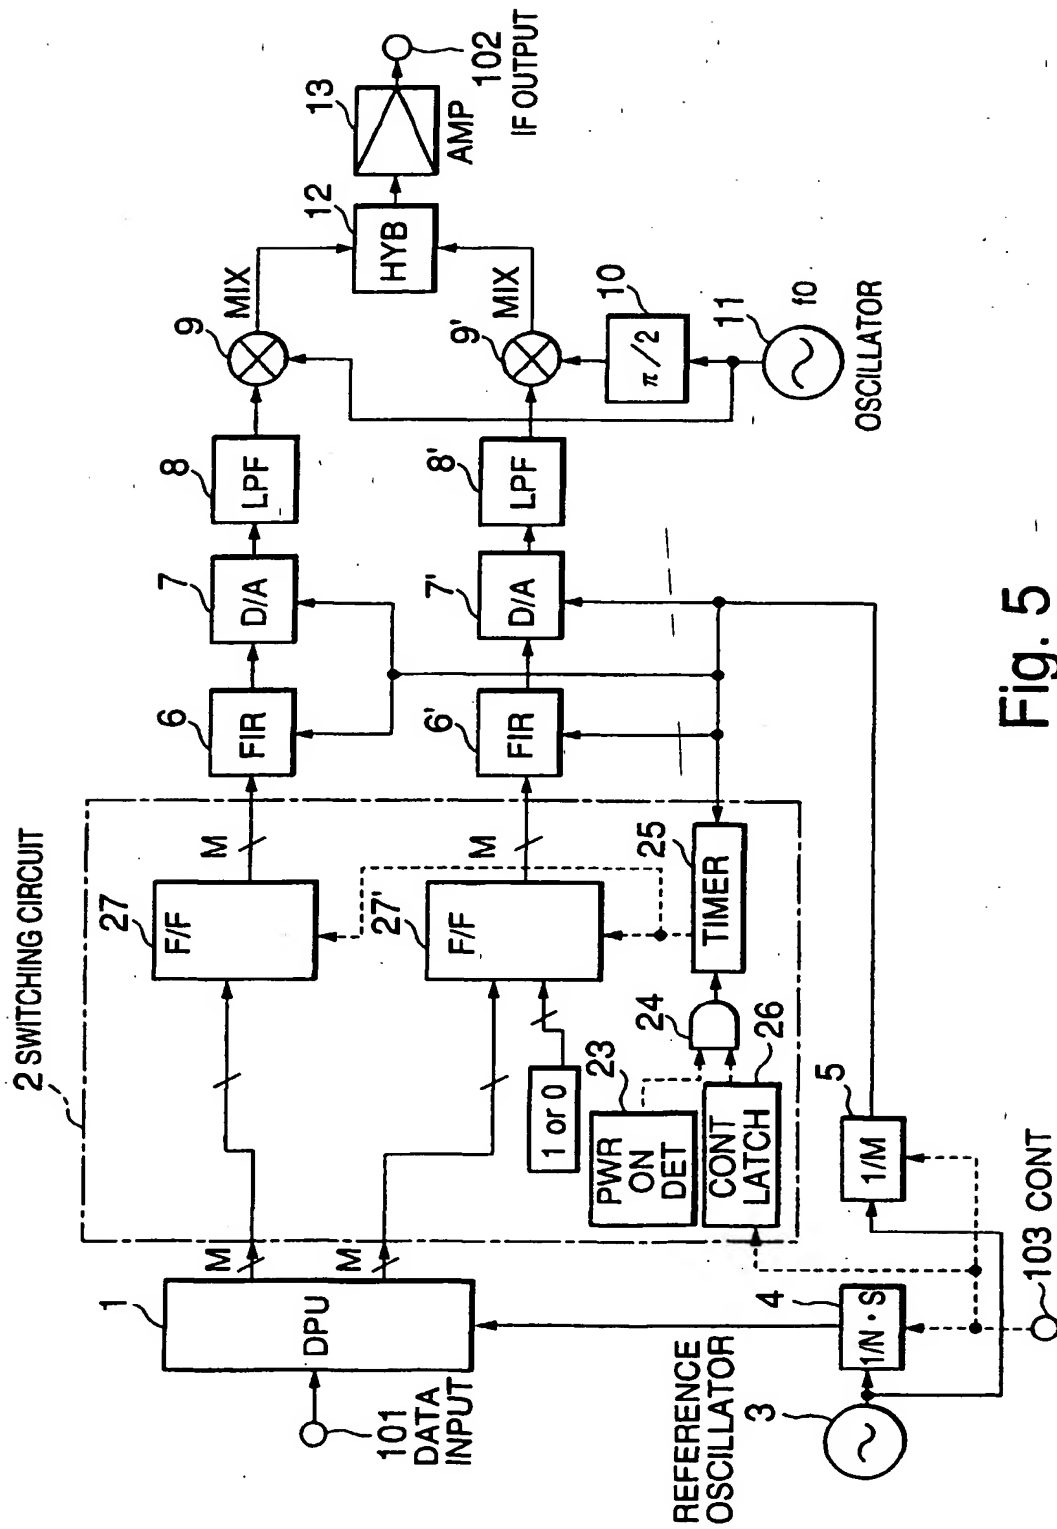 2 SWITCHING CIRCUIT
1
DPU
101
DATA
INPUT
M
M
27
F/F
27'
F/F
1 or 0
M
M
23
PWR
ON
DET
CONT
LATCH
26
24
25
TIMER
6
FIR
6'
FIR
7
D/A
7'
D/A
8
LPF
8'
LPF
9
MIX
9'
MIX
10
π/2
11
f0
OSCILLATOR
12
HYB
13
AMP
102
IF OUTPUT
REFERENCE
OSCILLATOR
3
4
1/N・S
5
1/M
103 CONT
Fig. 5